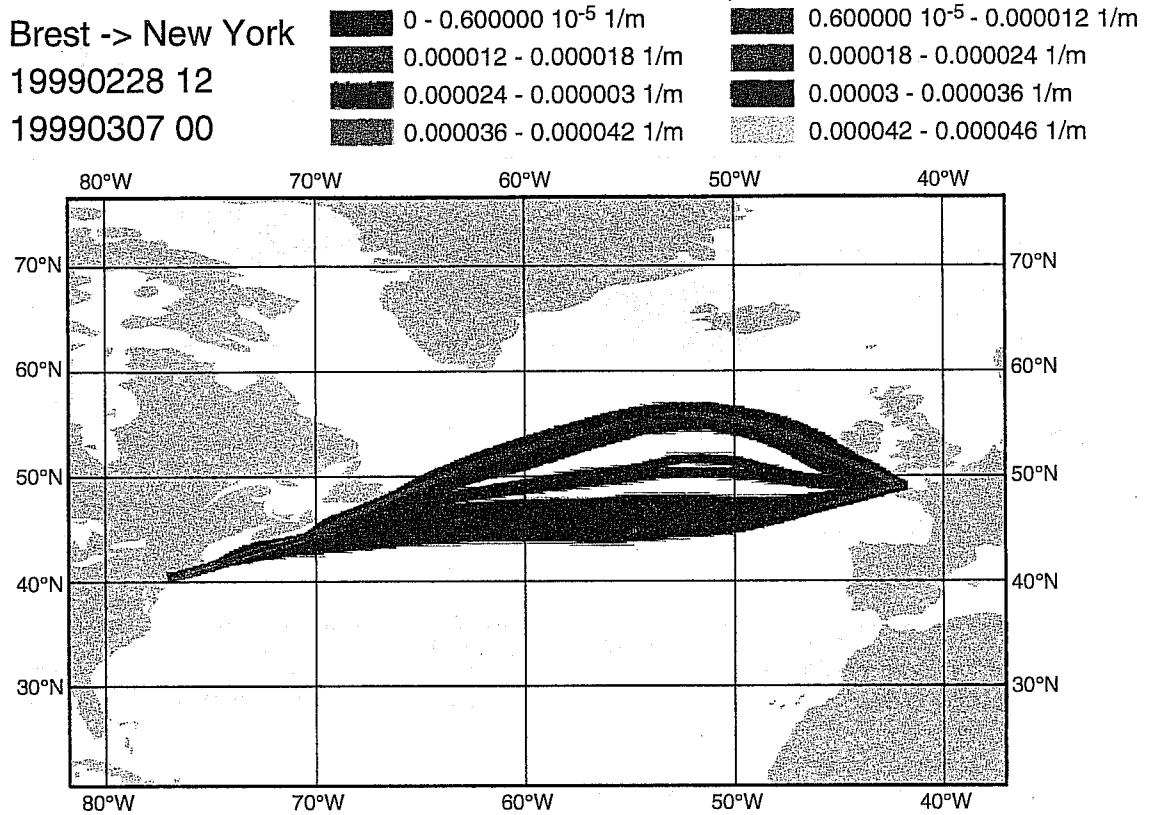 Brest -> New York
19990228 12
19990307 00
0 - 0.600000 10-5 1/m
0.600000 10-5 - 0.000012 1/m
0.000012 - 0.000018 1/m
0.000018 - 0.000024 1/m
0.000024 - 0.000003 1/m
0.00003 - 0.000036 1/m
0.000036 - 0.000042 1/m
0.000042 - 0.000046 1/m
80°W 70°W 60°W 50°W 40°W
70°N 70°N
60°N 60°N
50°N 50°N
40°N 40°N
30°N 30°N
80°W 70°W 60°W 50°W 40°W